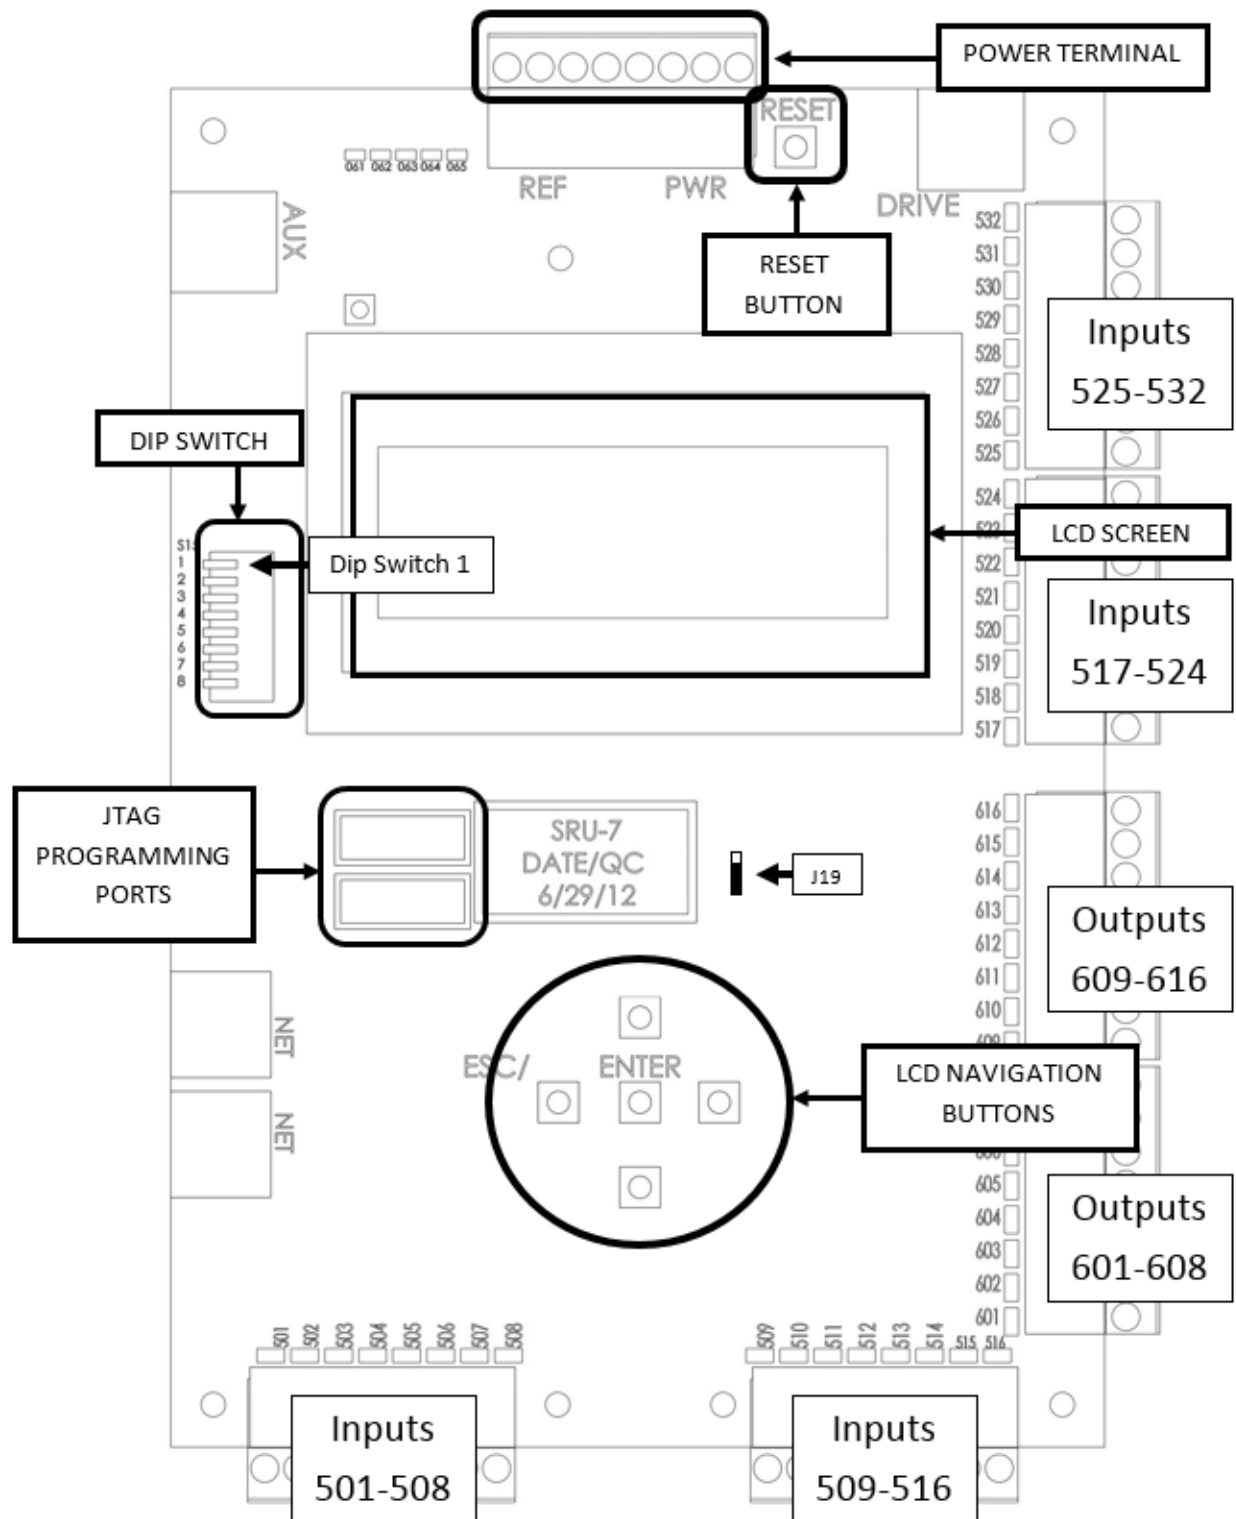 POWER TERMINAL
RESET
061 062 063 064 065
REF
PWR
DRIVE
AUX
RESET
BUTTON
532
531
530
529
528
527
526
525
Inputs
525-532
DIP SWITCH
Dip Switch 1
1
2
3
4
5
6
7
8
524
523
522
521
520
519
518
517
LCD SCREEN
Inputs
517-524
JTAG
PROGRAMMING
PORTS
SRU-7
DATE/QC
6/29/12
J19
616
615
614
613
612
611
610
609
Outputs
609-616
NET
NET
ESC/
ENTER
LCD NAVIGATION
BUTTONS
605
604
603
602
601
Outputs
601-608
501 502 503 504 505 506 507 508
509 510 511 512 513 514 515 516
Inputs
501-508
Inputs
509-516